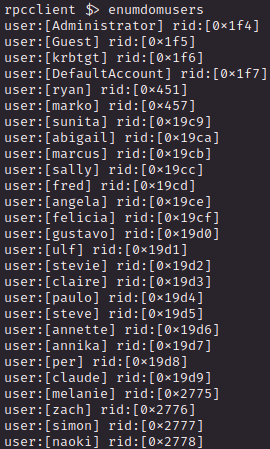 rpcclient $> enumdomusers
user:[Administrator] rid:[0×1f4]
user:[Guest] rid:[0×1f5]
user:[krbtgt] rid:[0×1f6]
user:[DefaultAccount] rid:[0×1f7]
user:[ryan] rid:[0×451]
user:[marko] rid:[0×457]
user:[sunita] rid:[0×19c9]
user:[abigail] rid:[0×19ca]
user:[marcus] rid:[0×19cb]
user:[sally] rid:[0×19cc]
user:[fred] rid:[0×19cd]
user:[angela] rid:[0×19ce]
user:[felicia] rid:[0×19cf]
user:[gustavo] rid:[0×19d0]
user:[ulf] rid:[0×19d1]
user:[stevie] rid:[0×19d2]
user:[claire] rid:[0×19d3]
user:[paulo] rid:[0×19d4]
user:[steve] rid:[0×19d5]
user:[annette] rid:[0×19d6]
user:[annika] rid:[0×19d7]
user:[per] rid:[0×19d8]
user:[claude] rid:[0×19d9]
user:[melanie] rid:[0×2775]
user:[zach] rid:[0×2776]
user:[simon] rid:[0×2777]
user:[naoki] rid:[0×2778]